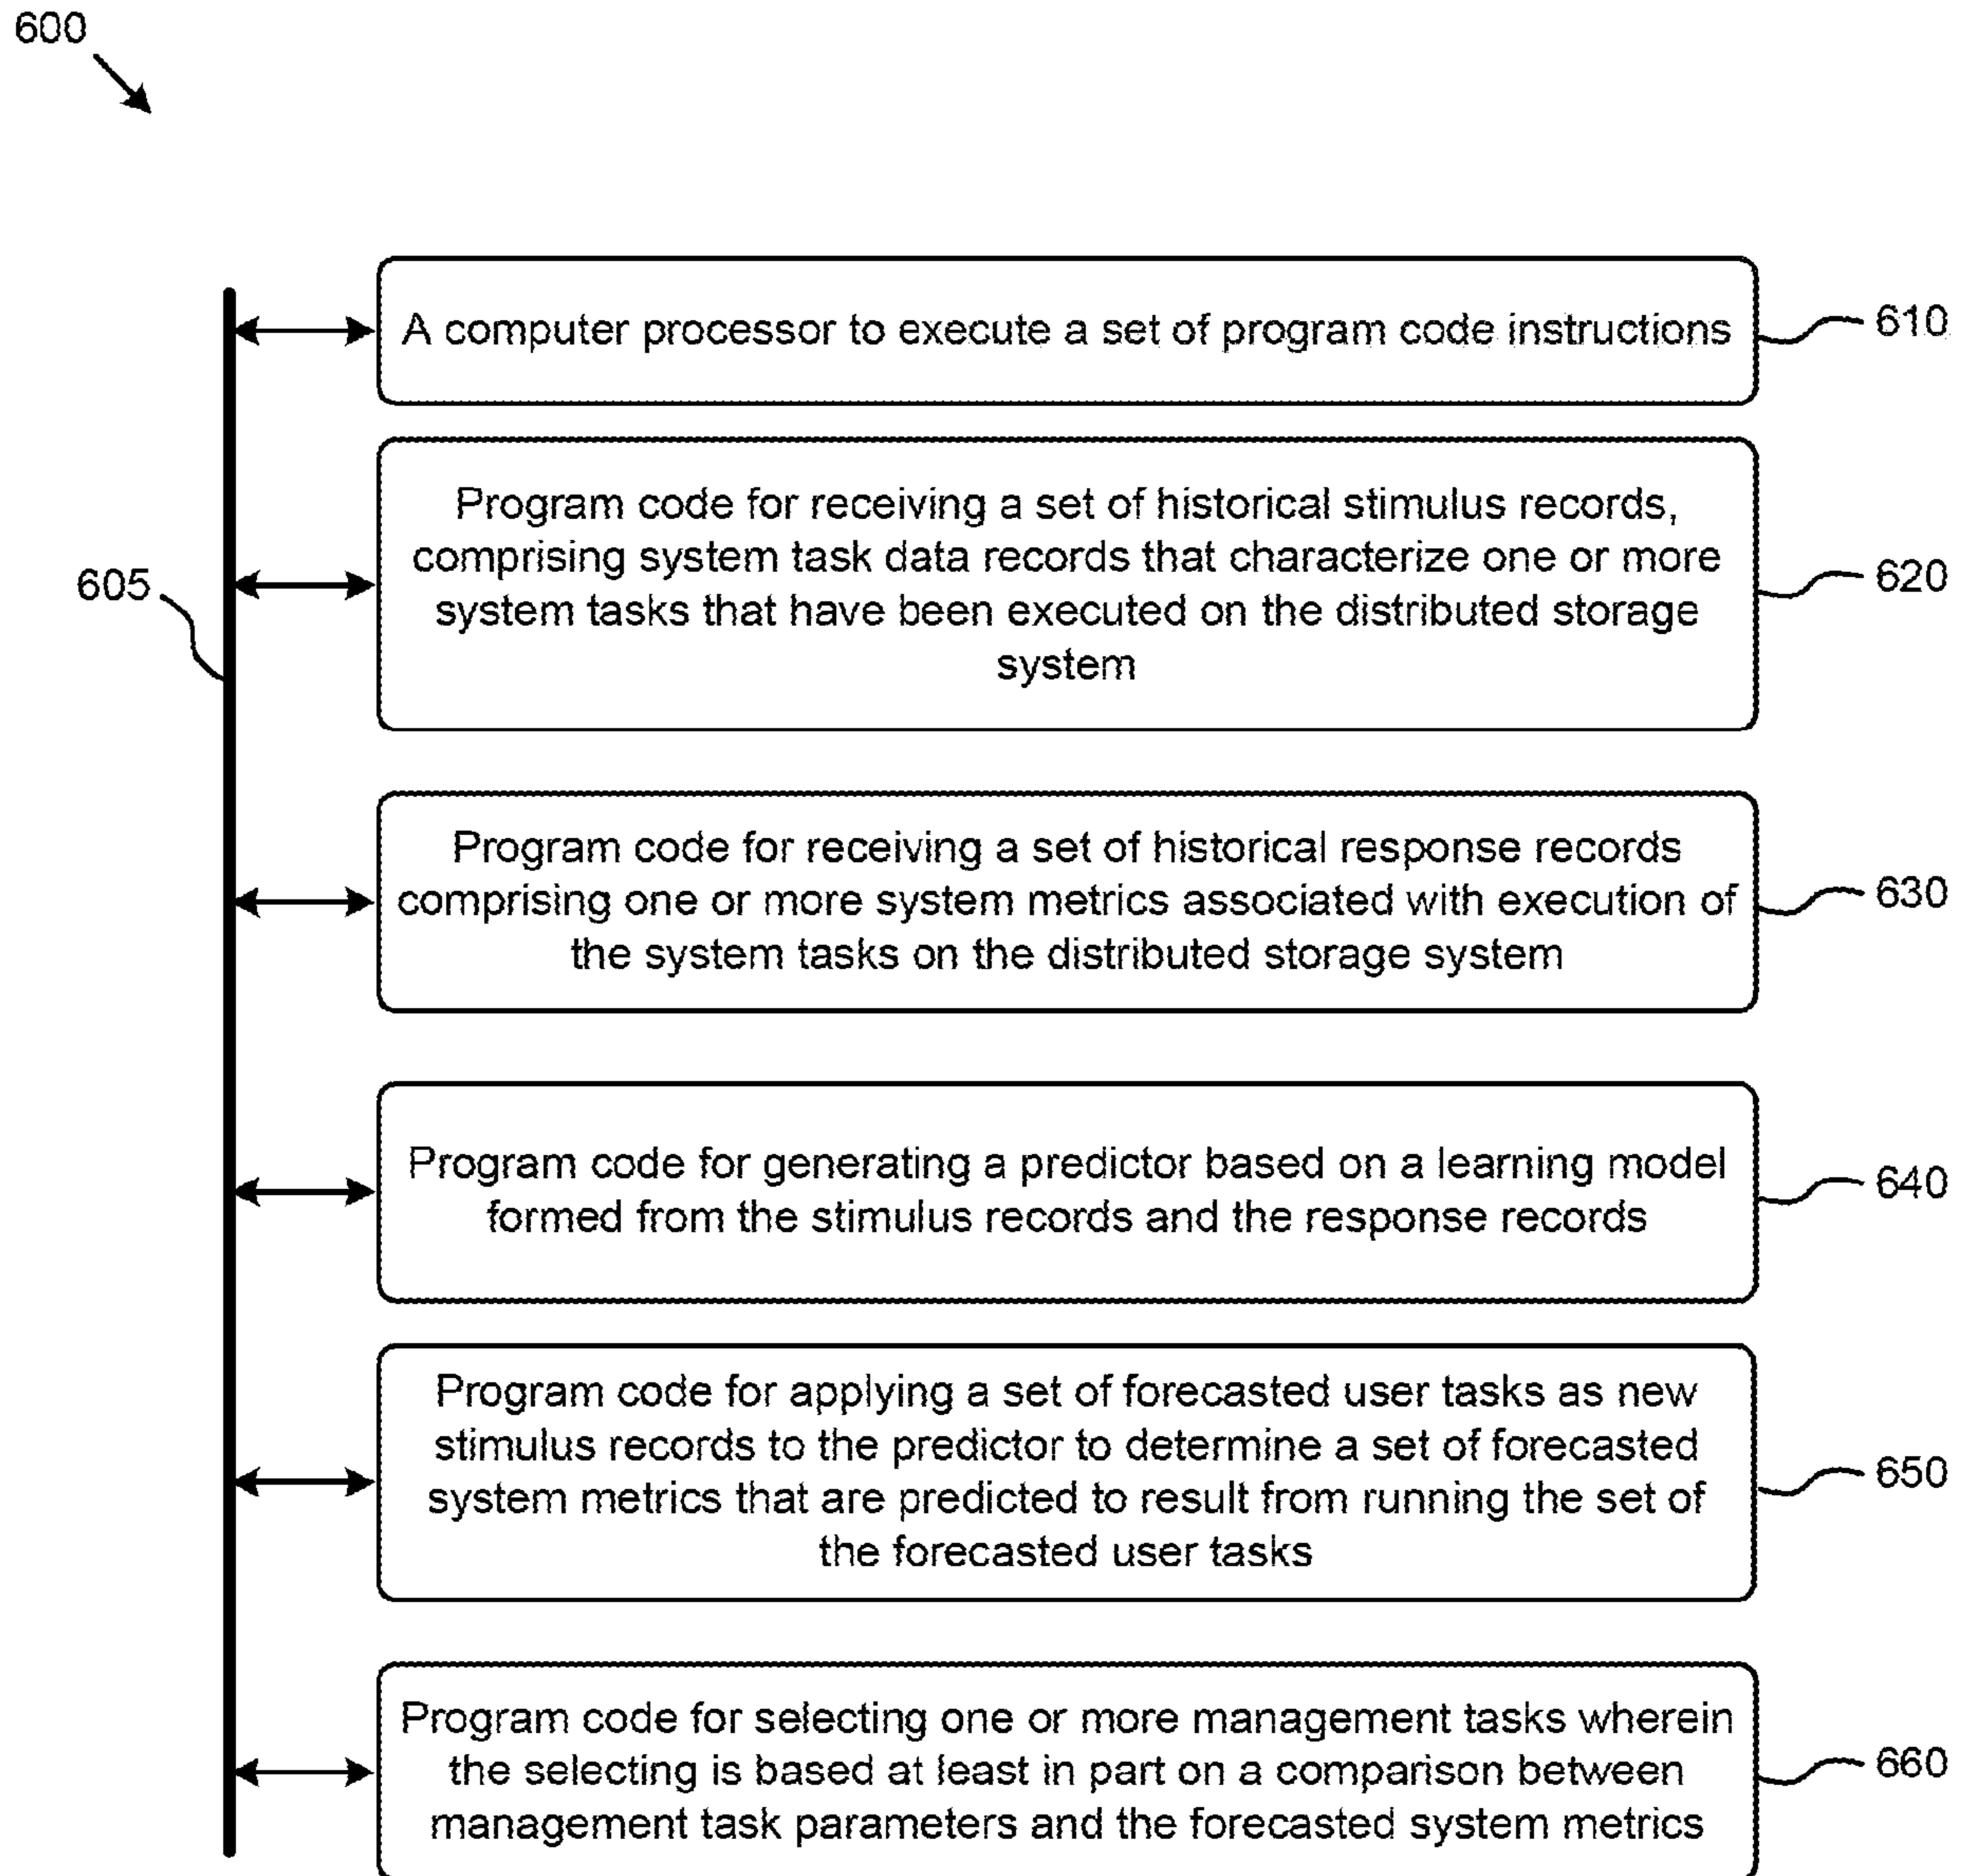 600
A computer processor to execute a set of program code instructions
610
Program code for receiving a set of historical stimulus records,
comprising system task data records that characterize one or more
system tasks that have been executed on the distributed storage
system
620
605
Program code for receiving a set of historical response records
comprising one or more system metrics associated with execution of
the system tasks on the distributed storage system
630
Program code for generating a predictor based on a learning model
formed from the stimulus records and the response records
640
Program code for applying a set of forecasted user tasks as new
stimulus records to the predictor to determine a set of forecasted
system metrics that are predicted to result from running the set of
the forecasted user tasks
650
Program code for selecting one or more management tasks wherein
the selecting is based at least in part on a comparison between
management task parameters and the forecasted system metrics
660